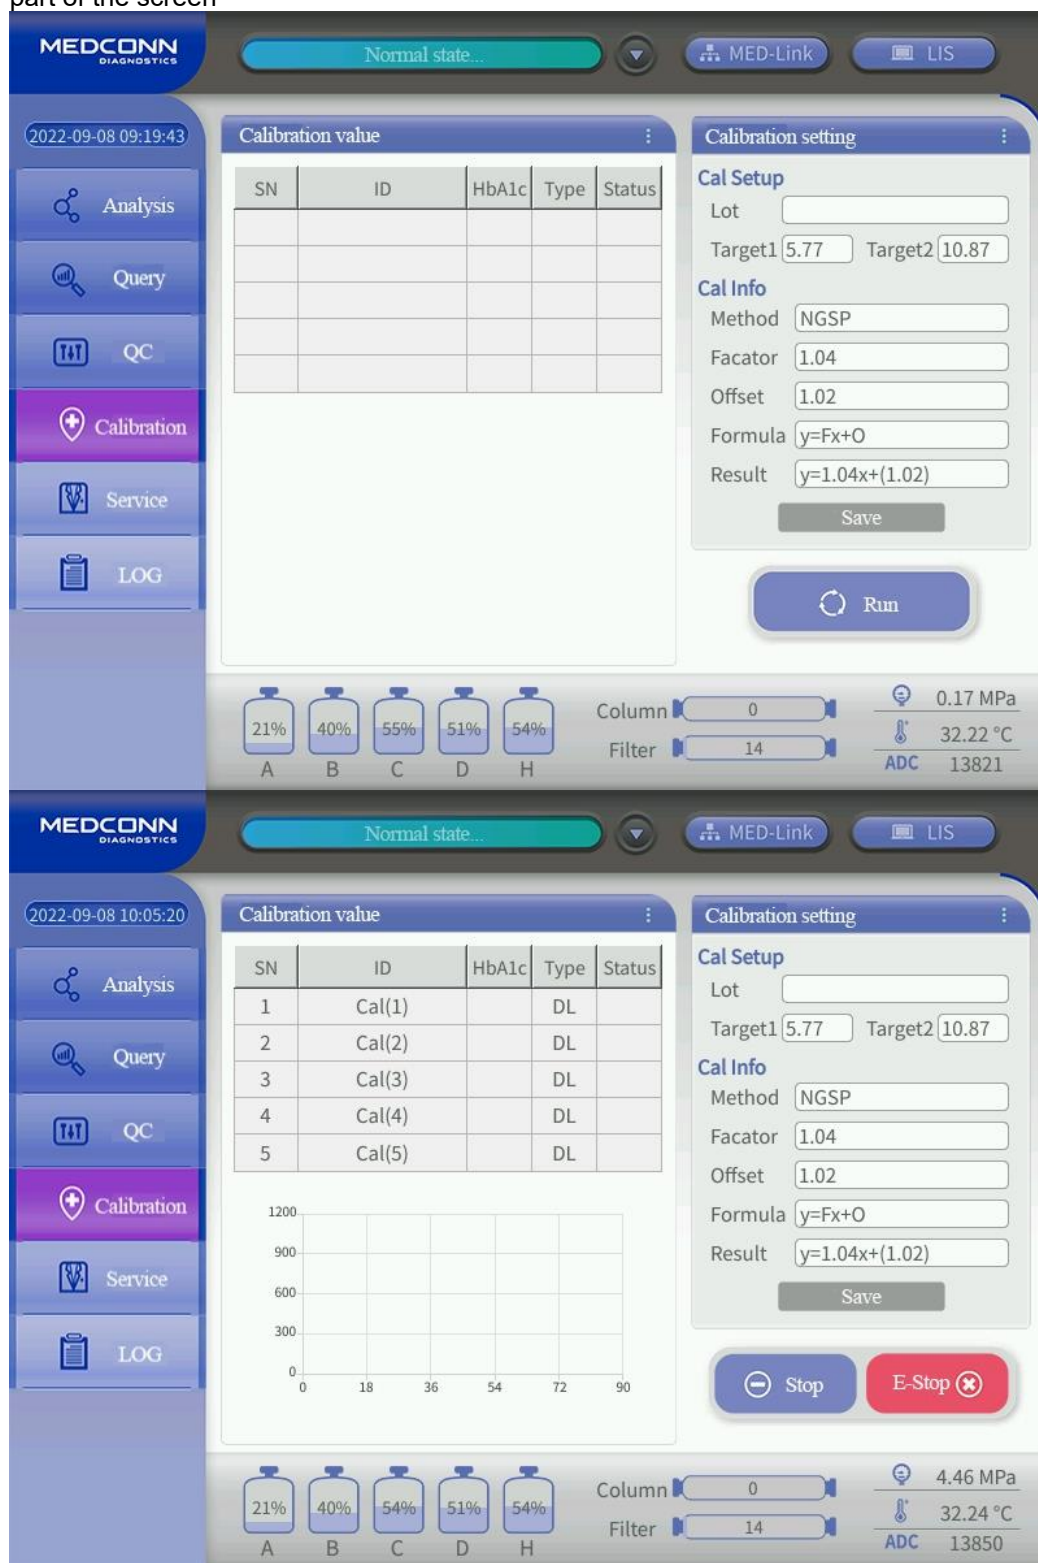 part of the screen
MEDCONN
DIAGNOSTICS
Normal state...
MED-Link
LIS
2022-09-08 09:19:43
Analysis
Query
QC
Calibration
Service
LOG
Calibration value
SN ID HbA1c Type Status
Calibration setting
Cal Setup
Lot
Target1 5.77 Target2 10.87
Cal Info
Method NGSP
Facator 1.04
Offset 1.02
Formula y=Fx+O
Result y=1.04x+(1.02)
Save
Run
21% 40% 55% 51% 54%
A B C D H
Column 0
Filter 14
0.17 MPa
32.22 °C
ADC 13821
MEDCONN
DIAGNOSTICS
Normal state...
MED-Link
LIS
2022-09-08 10:05:20
Analysis
Query
QC
Calibration
Service
LOG
Calibration value
SN ID HbA1c Type Status
1 Cal(1) DL
2 Cal(2) DL
3 Cal(3) DL
4 Cal(4) DL
5 Cal(5) DL
1200
900
600
300
0
0 18 36 54 72 90
Calibration setting
Cal Setup
Lot
Target1 5.77 Target2 10.87
Cal Info
Method NGSP
Facator 1.04
Offset 1.02
Formula y=Fx+O
Result y=1.04x+(1.02)
Save
Stop
E-Stop
21% 40% 54% 51% 54%
A B C D H
Column 0
Filter 14
4.46 MPa
32.24 °C
ADC 13850